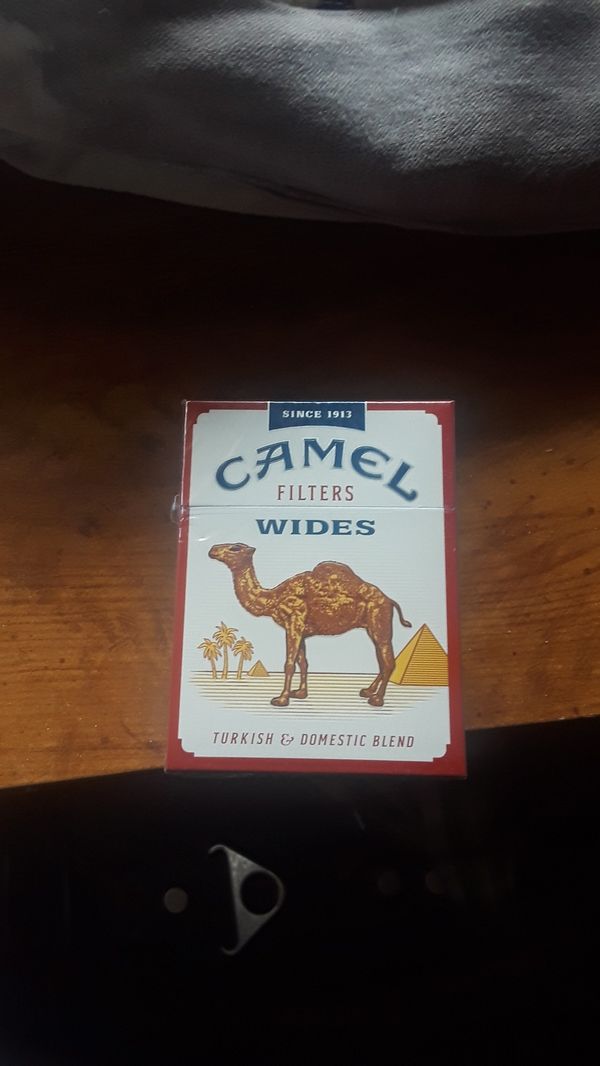 SINCE 1913
CAMEL
FILTERS
WIDES
TURKISH & DOMESTIC BLEND